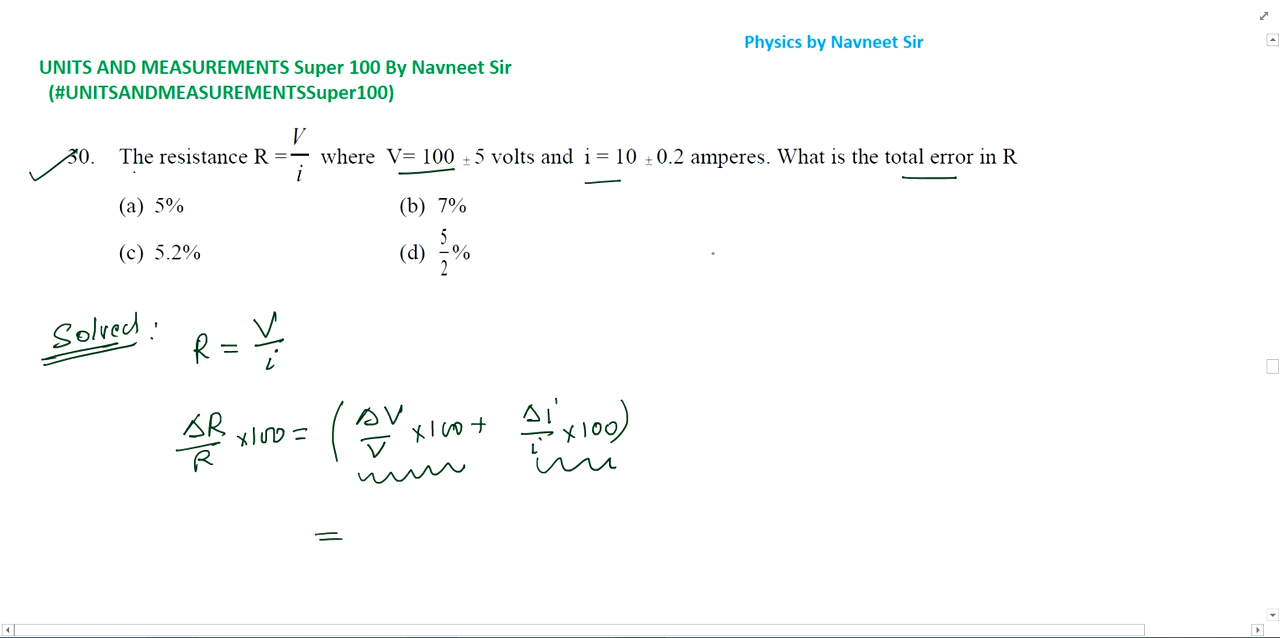 Physics by Navneet Sir
UNITS AND MEASUREMENTS Super 100 By Navneet Sir
(#UNITSANDMEASUREMENTSSuper100)
30. The resistance R = V/i where V= 100 ± 5 volts and i = 10 ± 0.2 amperes. What is the total error in R
(a) 5% (b) 7%
(c) 5.2% (d) 5/2 %
Solved : R = V/i
ΔR/R ×100 = ( ΔV/V ×100 + Δi/i ×100)
=